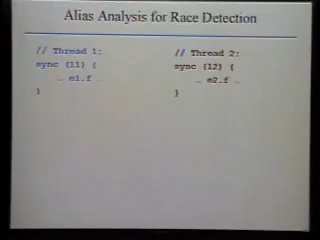 Alias Analysis for Race Detection
// Thread 1:
sync (l1) {
… e1.f …
}
// Thread 2:
sync (l2) {
… e2.f …
}